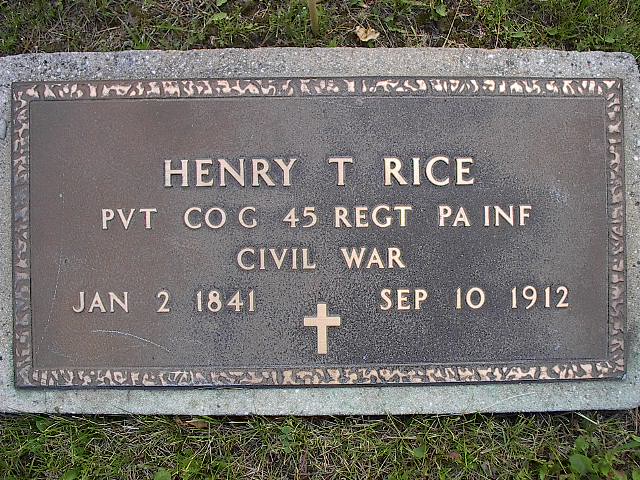 HENRY T RICE
PVT CO G 45 REGT PA INF
CIVIL WAR
JAN 2 1841 SEP 10 1912